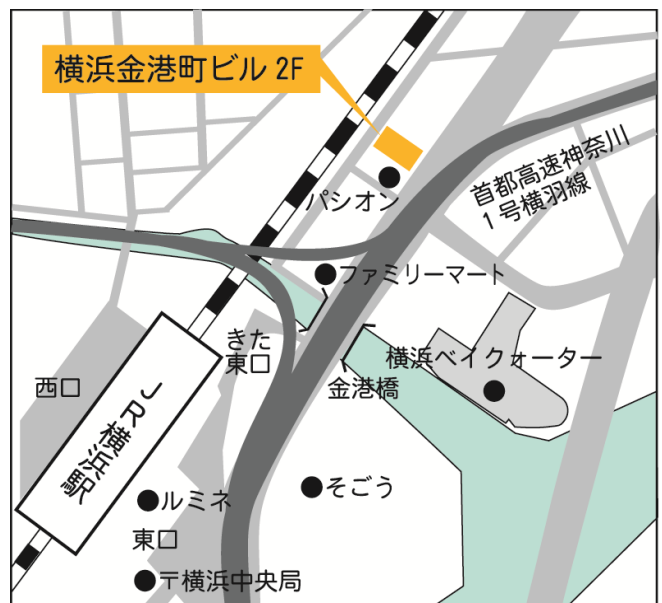 横浜金港町ビル 2F
パシオン
首都高速神奈川
1号横羽線
ファミリーマート
きた
東口
横浜ベイクォーター
金港橋
西口
JR横浜駅
そごう
ルミネ
東口
〒横浜中央局